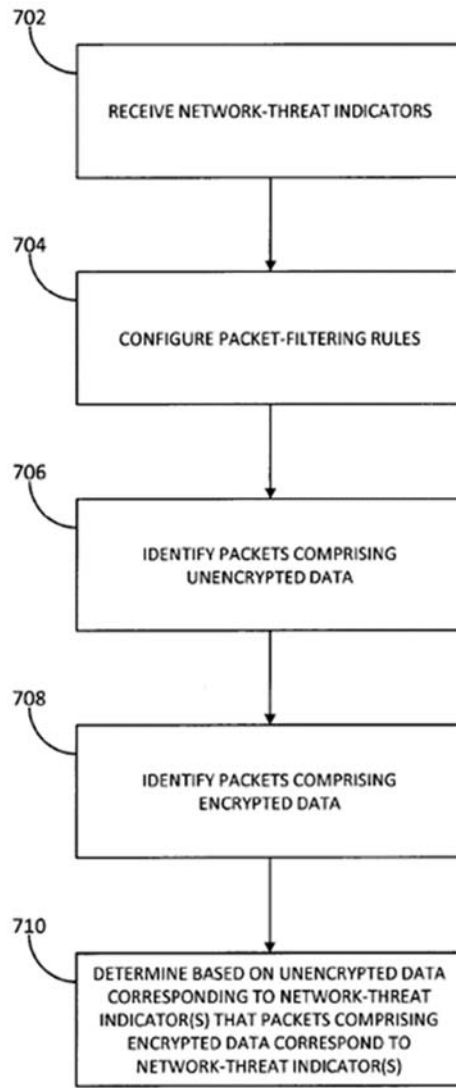 702
RECEIVE NETWORK-THREAT INDICATORS
704
CONFIGURE PACKET-FILTERING RULES
706
IDENTIFY PACKETS COMPRISING
UNENCRYPTED DATA
708
IDENTIFY PACKETS COMPRISING
ENCRYPTED DATA
710
DETERMINE BASED ON UNENCRYPTED DATA
CORRESPONDING TO NETWORK-THREAT
INDICATOR(S) THAT PACKETS COMPRISING
ENCRYPTED DATA CORRESPOND TO
NETWORK-THREAT INDICATOR(S)